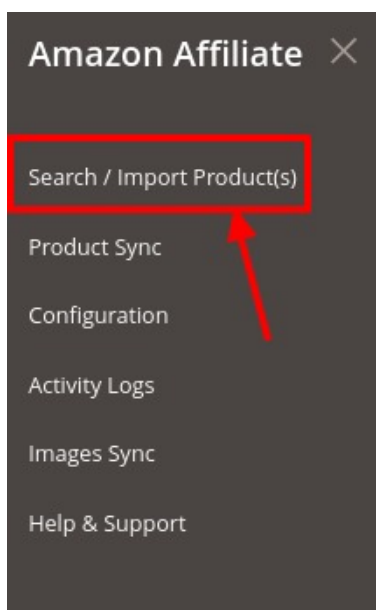 Amazon Affiliate
Search / Import Product(s)
Product Sync
Configuration
Activity Logs
Images Sync
Help & Support